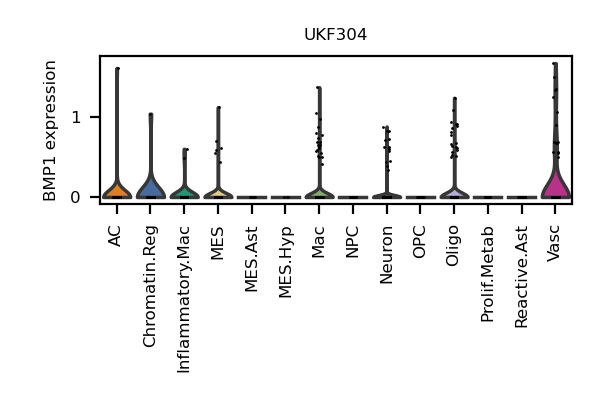 UKF304
BMP1 expression
1
0
AC
Chromatin.Reg
Inflammatory.Mac
MES
MES.Ast
MES.Hyp
Mac
NPC
Neuron
OPC
Oligo
Prolif.Metab
Reactive.Ast
Vasc